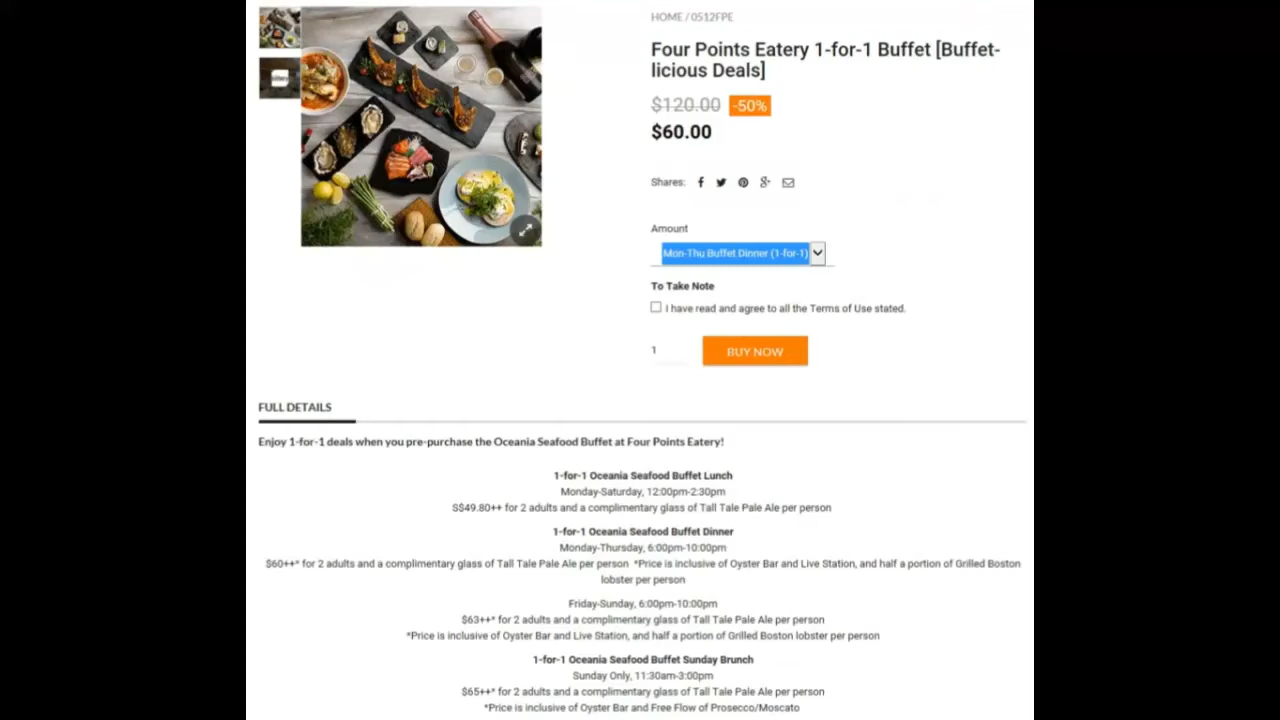 HOME / 0512FPE
Four Points Eatery 1-for-1 Buffet [Buffet-
licious Deals]
$120.00 -50%
$60.00
Shares:
Amount
Mon-Thu Buffet Dinner (1-for-1)
To Take Note
I have read and agree to all the Terms of Use stated.
1 BUY NOW
FULL DETAILS
Enjoy 1-for-1 deals when you pre-purchase the Oceania Seafood Buffet at Four Points Eatery!
1-for-1 Oceania Seafood Buffet Lunch
Monday-Saturday, 12:00pm-2:30pm
S$49.80++ for 2 adults and a complimentary glass of Tall Tale Pale Ale per person
1-for-1 Oceania Seafood Buffet Dinner
Monday-Thursday, 6:00pm-10:00pm
$60++* for 2 adults and a complimentary glass of Tall Tale Pale Ale per person *Price is inclusive of Oyster Bar and Live Station, and half a portion of Grilled Boston
lobster per person
Friday-Sunday, 6:00pm-10:00pm
$63++* for 2 adults and a complimentary glass of Tall Tale Pale Ale per person
*Price is inclusive of Oyster Bar and Live Station, and half a portion of Grilled Boston lobster per person
1-for-1 Oceania Seafood Buffet Sunday Brunch
Sunday Only, 11:30am-3:00pm
$65++* for 2 adults and a complimentary glass of Tall Tale Pale Ale per person
*Price is inclusive of Oyster Bar and Free Flow of Prosecco/Moscato